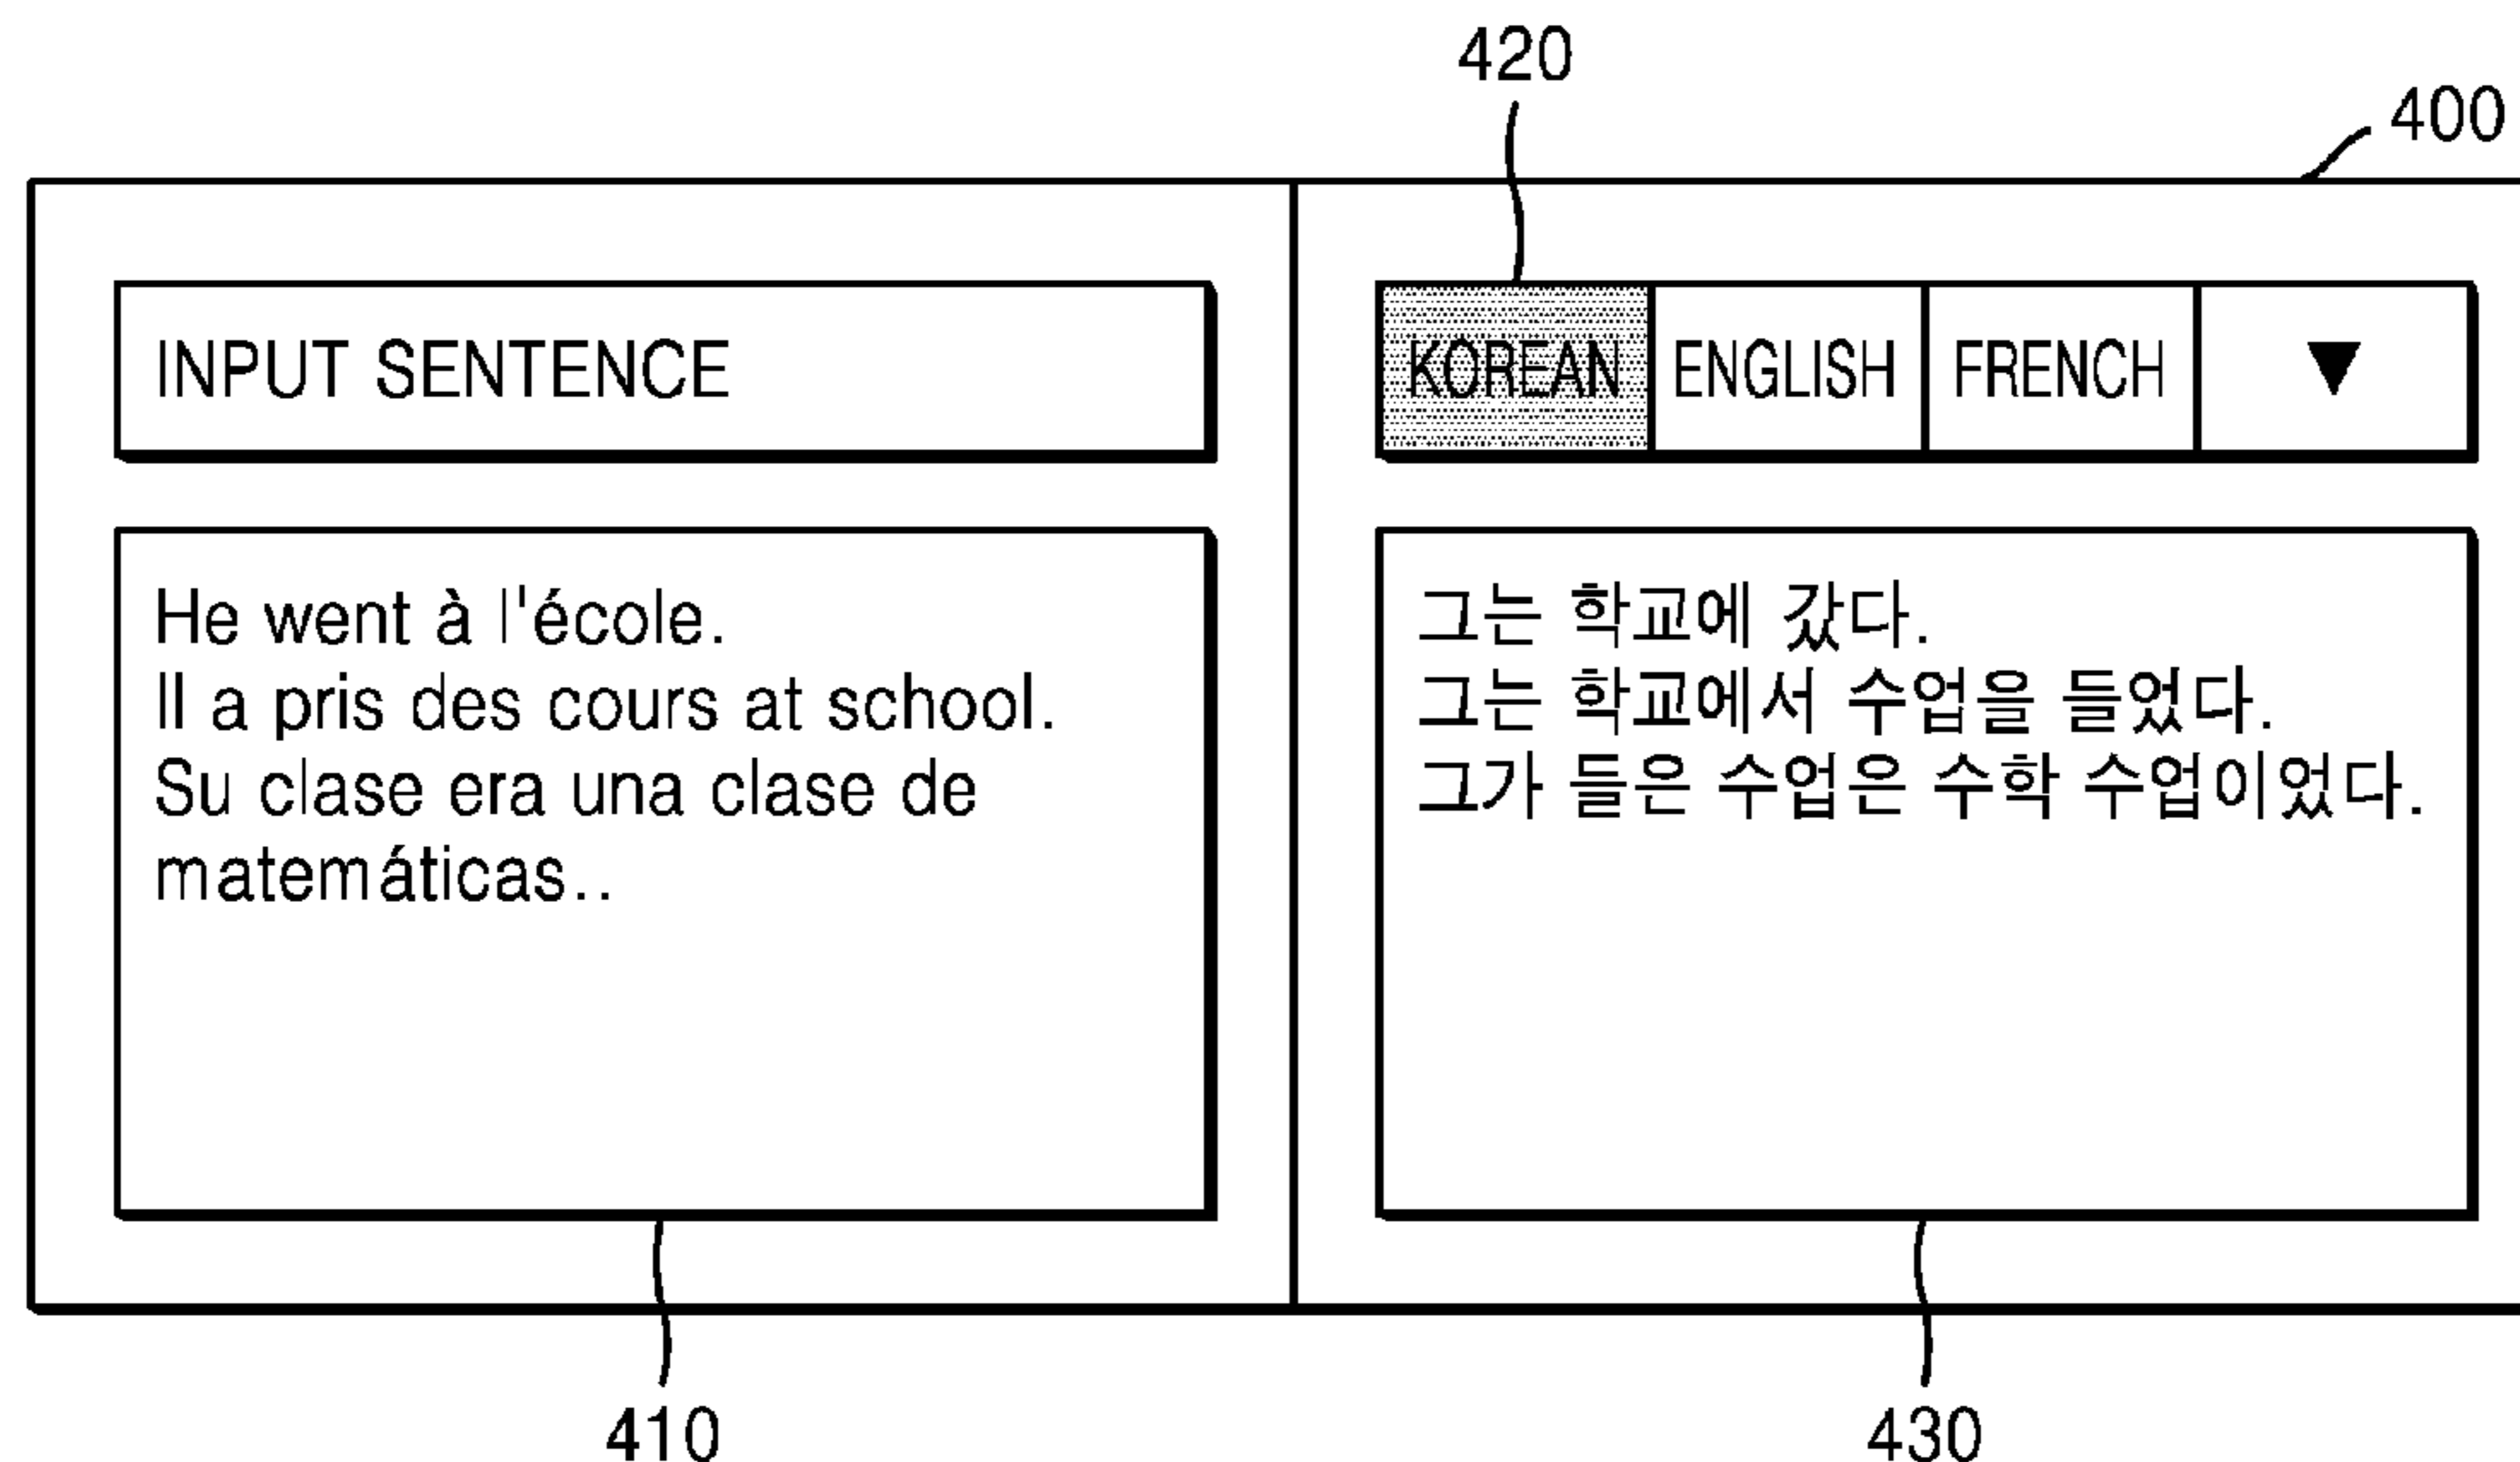 420
400
INPUT SENTENCE
KOREAN ENGLISH FRENCH ▼
He went à l'école.
Il a pris des cours at school.
Su clase era una clase de
matemáticas..
그는 학교에 갔다.
그는 학교에서 수업을 들었다.
그가 들은 수업은 수학 수업이었다.
410
430